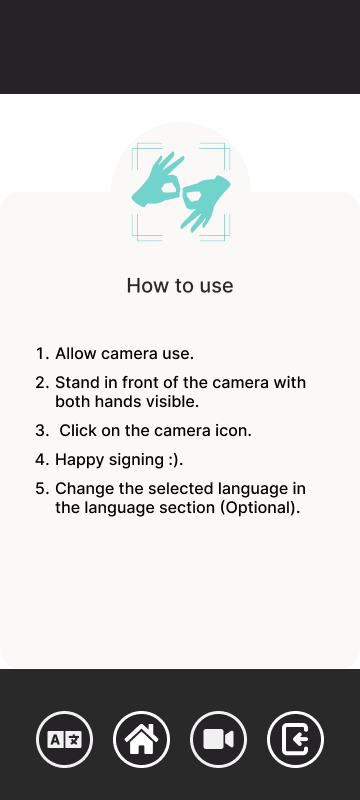 How to use
1. Allow camera use.
2. Stand in front of the camera with
both hands visible.
3. Click on the camera icon.
4. Happy signing :).
5. Change the selected language in
the language section (Optional).
A 文